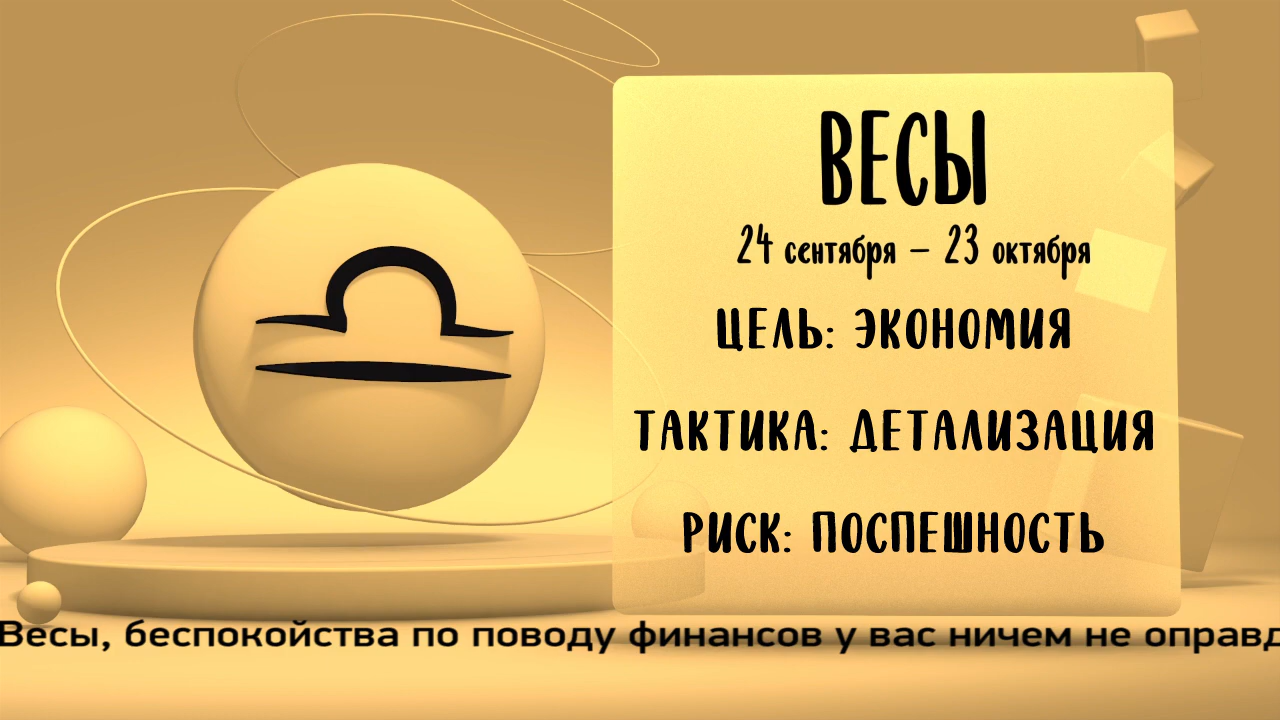 ВЕСЫ
24 сентября – 23 октября
ЦЕЛЬ: ЭКОНОМИЯ
ТАКТИКА: ДЕТАЛИЗАЦИЯ
РИСК: ПОСПЕШНОСТЬ
Весы, беспокойства по поводу финансов у вас ничем не